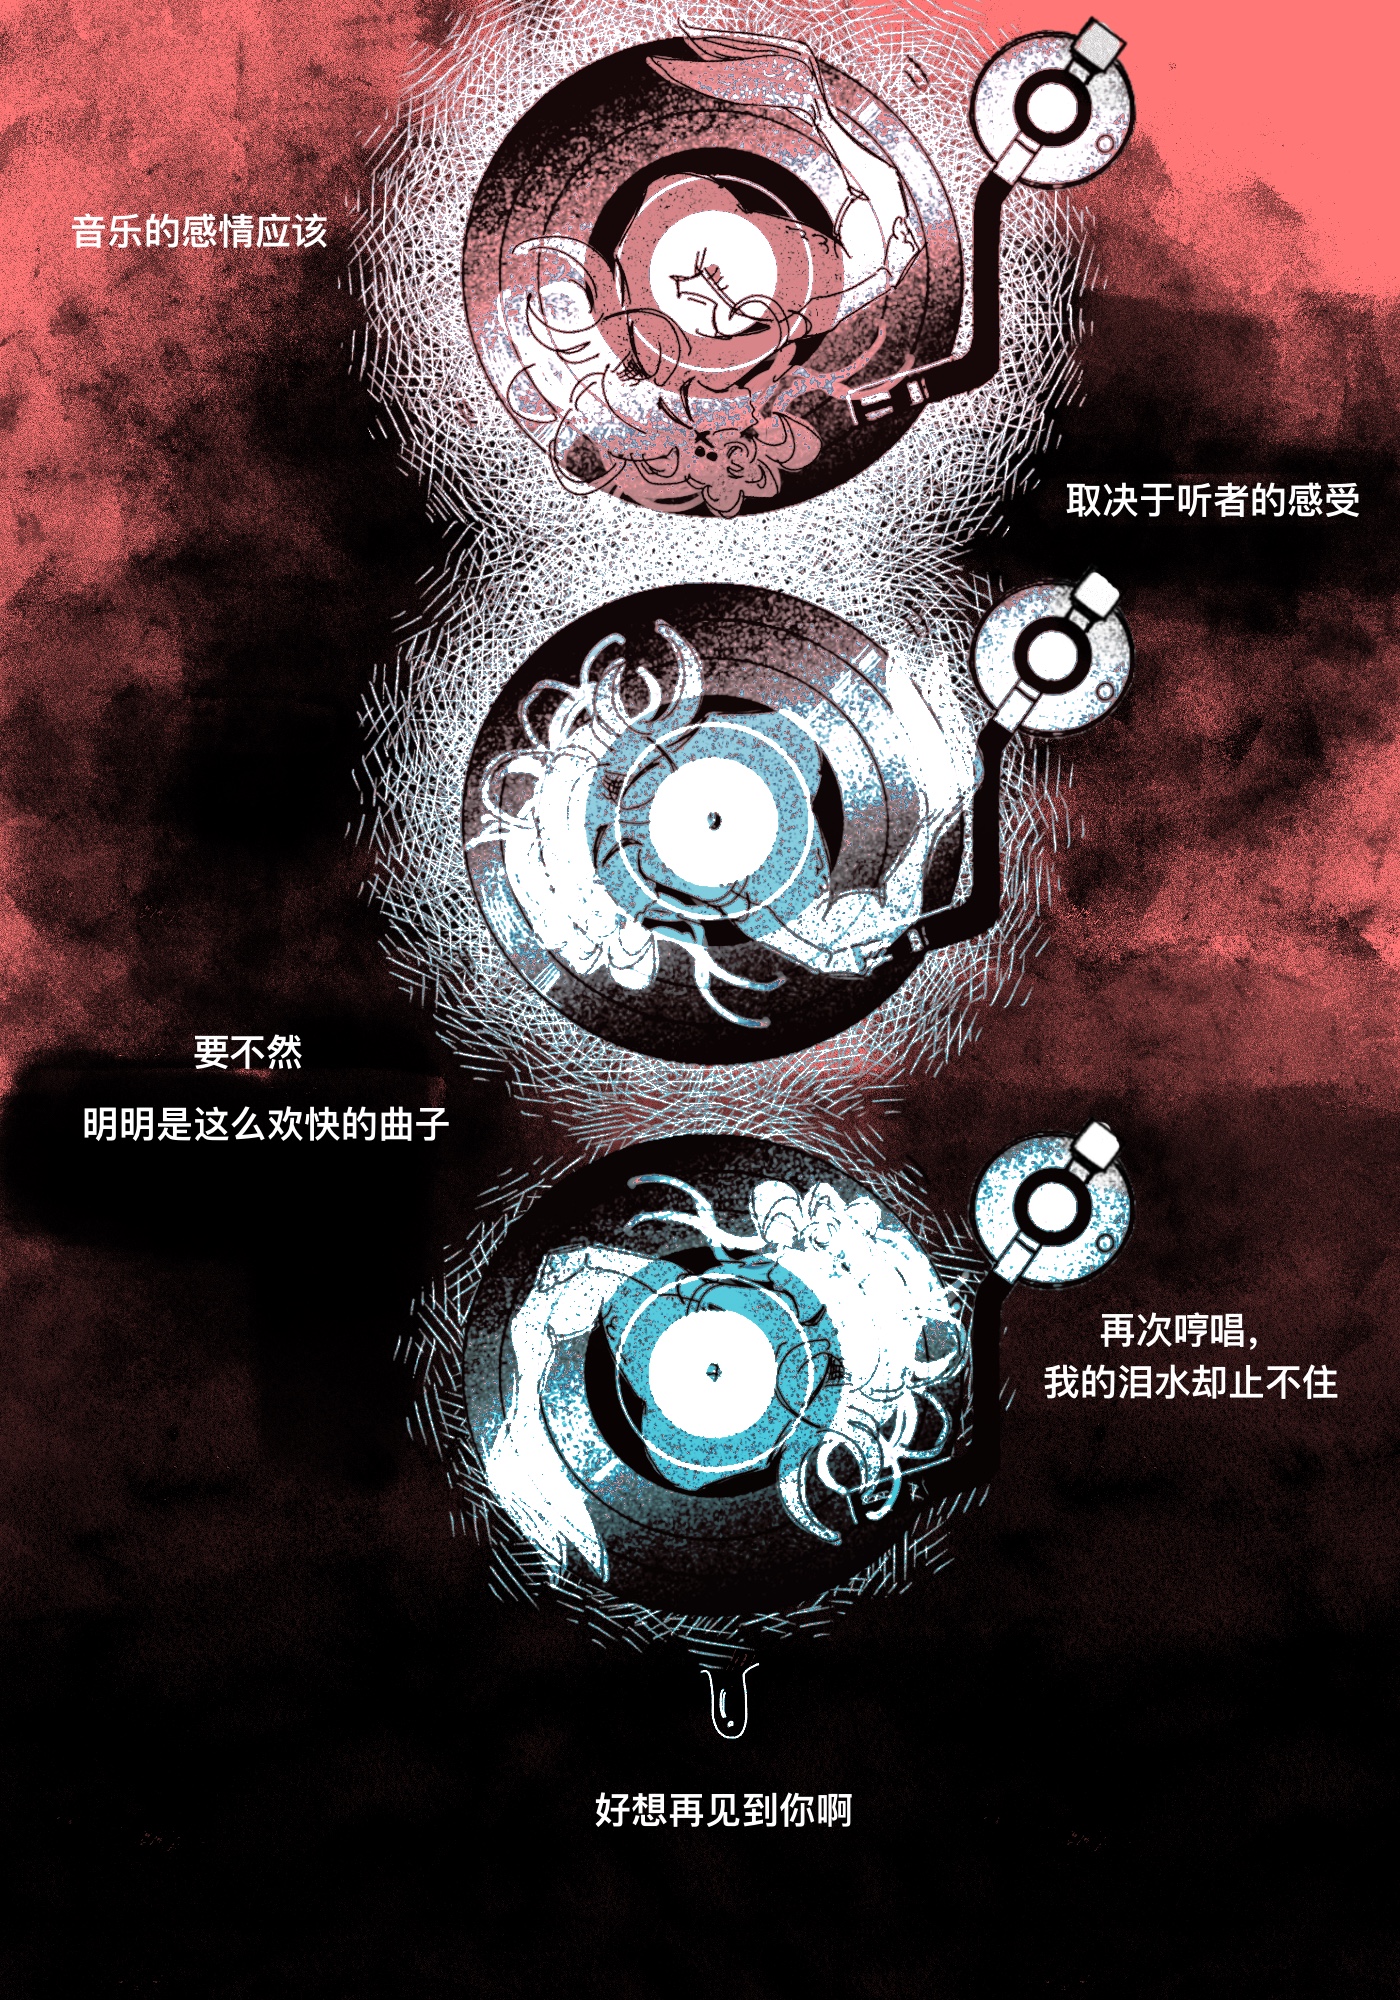 音乐的感情应该
取决于听者的感受
要不然
明明是这么欢快的曲子
再次哼唱，
我的泪水却止不住
好想再见到你啊